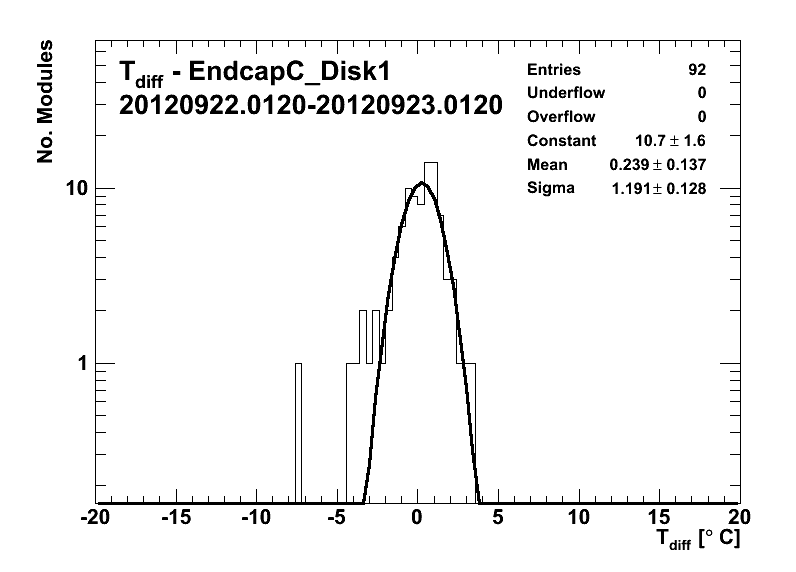 No. Modules
T_diff - EndcapC_Disk1
20120922.0120-20120923.0120
Entries 92
Underflow 0
Overflow 0
Constant 10.7 ± 1.6
Mean 0.239 ± 0.137
Sigma 1.191 ± 0.128
10
1
-20 -15 -10 -5 0 5 10 15 20
T_diff [° C]